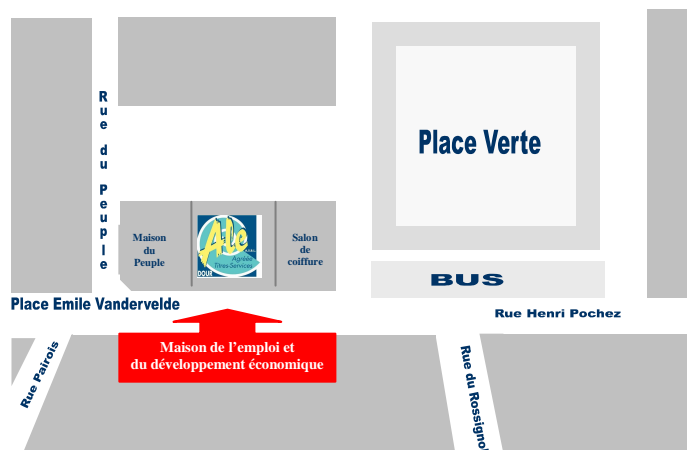 Rue du Peuple
Place Verte
Maison
du
Peuple
Ale
Agréée
Titres-Services
DOUR
Salon
de
coiffure
BUS
Place Emile Vandervelde
Rue Henri Pochez
Maison de l'emploi et
du développement économique
Rue Pairois
Rue du Rossignol